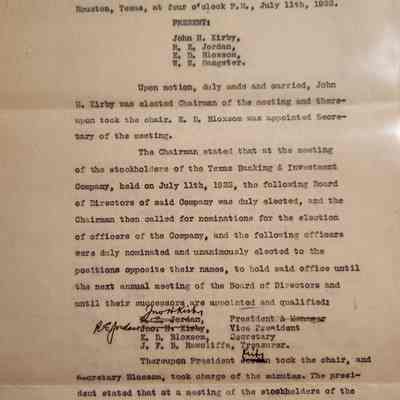 Houston, Texas, at four o'clock P.M., July 11th, 1922.
PRESENT:
John H. Kirby,
R. E. Jordan,
E. D. Bloxson,
W. E. Sangster.
Upon motion, duly ands and carried, John
H. Kirby was elected Chairman of the meeting and there-
upon took the chair. E. D. Bloxson was appointed Secre-
tary of the meeting.
The Chairman stated that at the meeting
of the stockholders of the Texas Banking & Investment
Company, held on July 11th, 1922, the following Board
of Directors of said Company was duly elected, and the
Chairman then called for nominations for the election
of officers of the Company, and the following officers
were duly nominated and unanimously elected to the
positions opposite their names, to hold said office until
the next annual meeting of the Board of Directors and
until their successors are appointed and qualified:
Jno H Kirby
R. E. Jordan, President & Manager
R E Jordan Jno. H. Kirby, Vice President
E. D. Bloxson, Secretary
J. F. B. Rawcliffe, Treasurer.
Kirby
Thereupon President Jordan took the chair, and
Secretary Bloxson, took charge of the minutes. The presi-
dent stated that at a meeting of the stockholders of the